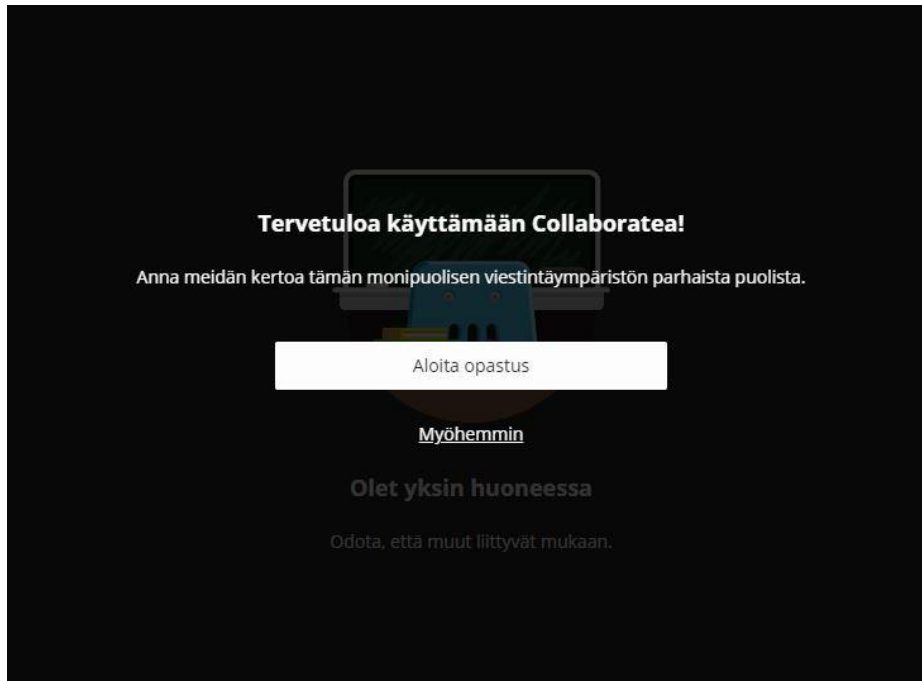 Tervetuloa käyttämään Collaboratea!
Anna meidän kertoa tämän monipuolisen viestintäympäristön parhaista puolista.
Aloita opastus
Myöhemmin
Olet yksin huoneessa
Odota, että muut liittyvät mukaan.